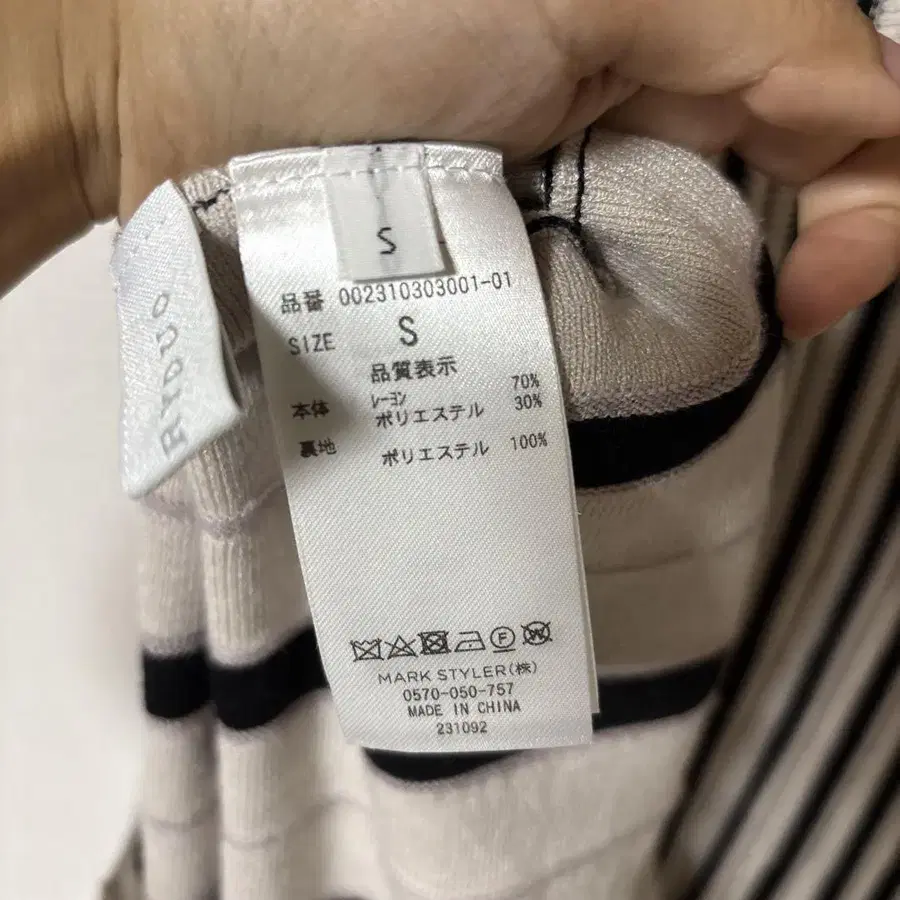 S
品番 002310303001-01
SIZE S
品質表示
本体 レーヨン 70%
ポリエステル 30%
裏地 ポリエステル 100%
MARK STYLER(株)
0570-050-757
MADE IN CHINA
231092